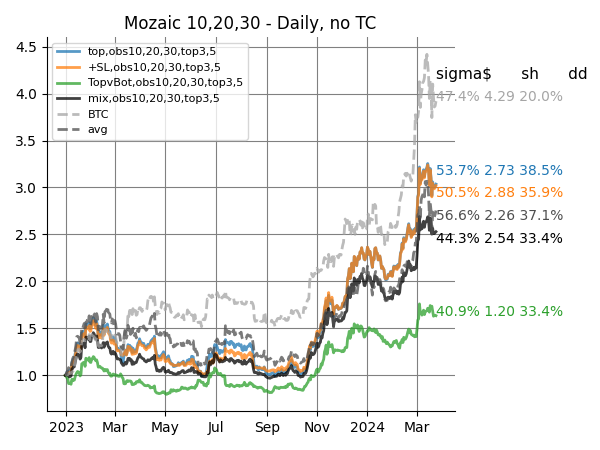 Mozaic 10,20,30 - Daily, no TC
4.5
4.0
3.5
3.0
2.5
2.0
1.5
1.0
top,obs10,20,30,top3,5
+SL,obs10,20,30,top3,5
TopvBot,obs10,20,30,top3,5
mix,obs10,20,30,top3,5
BTC
avg
sigma$ sh dd
47.4% 4.29 20.0%
53.7% 2.73 38.5%
50.5% 2.88 35.9%
56.6% 2.26 37.1%
44.3% 2.54 33.4%
40.9% 1.20 33.4%
2023 Mar May Jul Sep Nov 2024 Mar